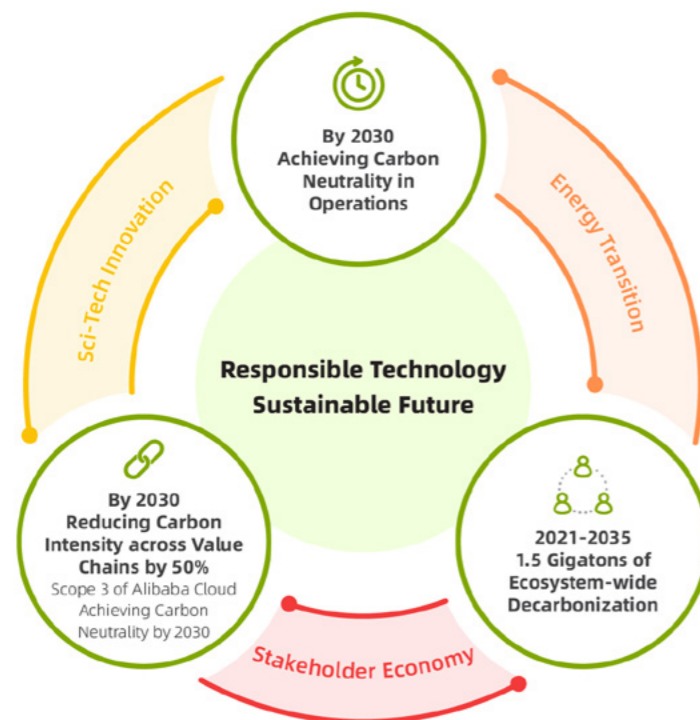 By 2030
Achieving Carbon
Neutrality in
Operations
Sci-Tech Innovation
Energy Transition
Responsible Technology
Sustainable Future
By 2030
Reducing Carbon
Intensity across Value
Chains by 50%
Scope 3 of Alibaba Cloud
Achieving Carbon
Neutrality by 2030
2021-2035
1.5 Gigatons of
Ecosystem-wide
Decarbonization
Stakeholder Economy